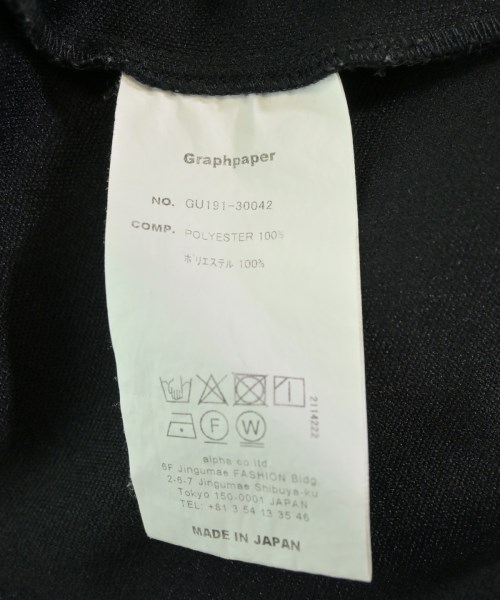 Graphpaper
NO. GU191-30042
COMP. POLYESTER 100%
ポリエステル 100%
2114222
F W
alpha co ltd.
6F Jingumae FASHION Bldg.
2-6-7 Jingumae Shibuya-ku
Tokyo 150-0001 JAPAN
TEL: +81 3 54 13 35 46
MADE IN JAPAN